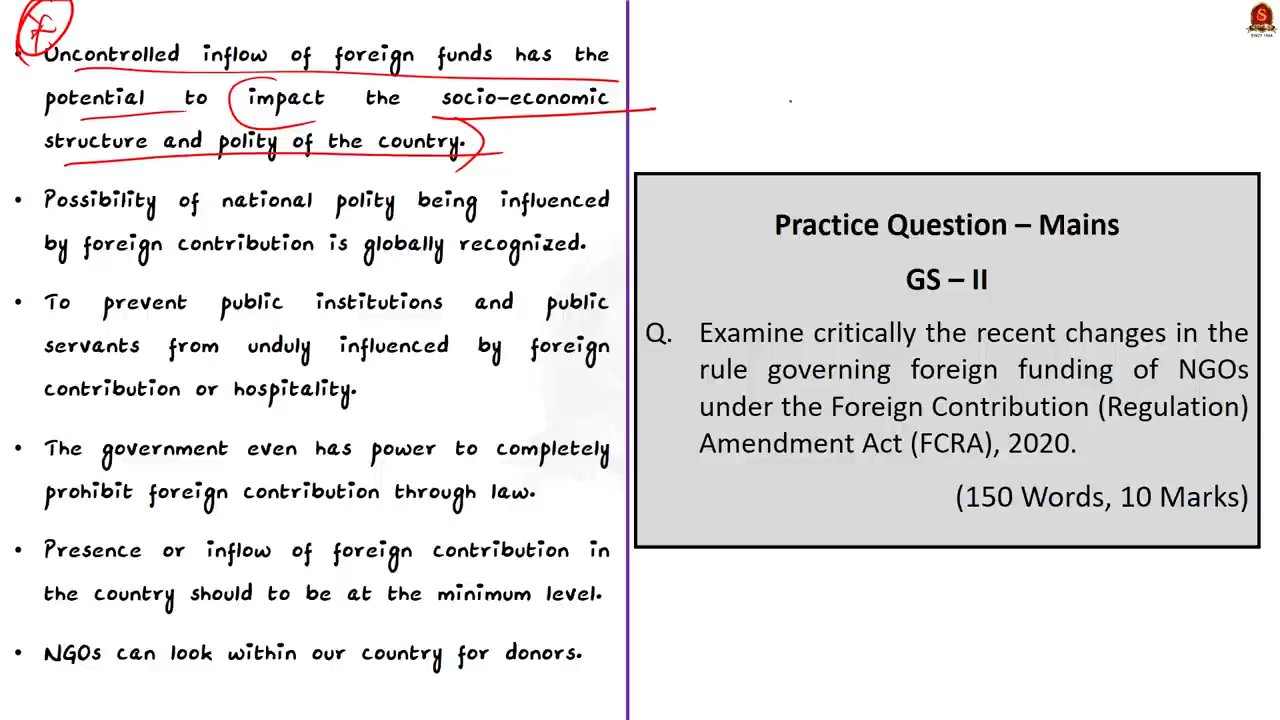 • Uncontrolled inflow of foreign funds has the
potential to impact the socio-economic
structure and polity of the country.
• Possibility of national polity being influenced
by foreign contribution is globally recognized.
• To prevent public institutions and public
servants from unduly influenced by foreign
contribution or hospitality.
• The government even has power to completely
prohibit foreign contribution through law.
• Presence or inflow of foreign contribution in
the country should to be at the minimum level.
• NGOs can look within our country for donors.
Practice Question – Mains
GS – II
Q. Examine critically the recent changes in the
rule governing foreign funding of NGOs
under the Foreign Contribution (Regulation)
Amendment Act (FCRA), 2020.
(150 Words, 10 Marks)